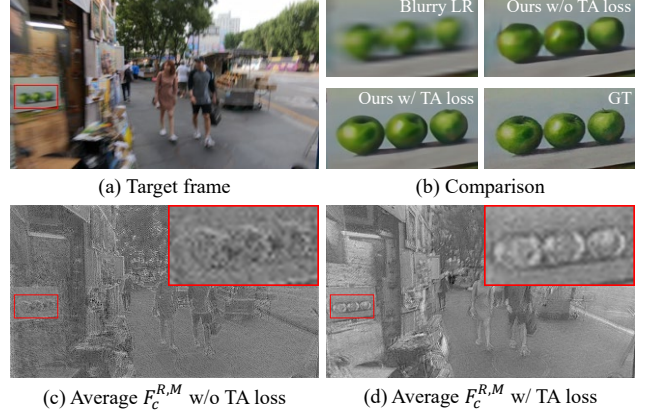 Blurry LR
Ours w/o TA loss
Ours w/ TA loss
GT
(a) Target frame
(b) Comparison
(c) Average $F_c^{R,M}$ w/o TA loss
(d) Average $F_c^{R,M}$ w/ TA loss